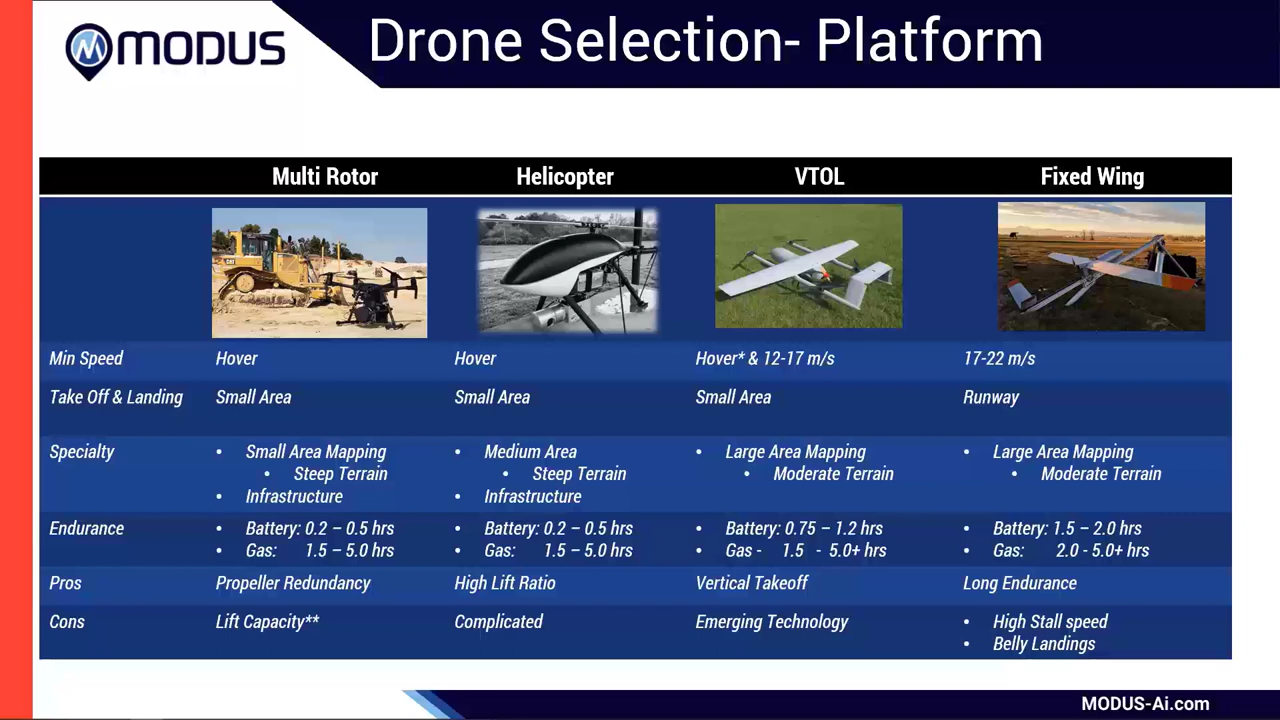 MODUS
Drone Selection- Platform
Multi Rotor Helicopter VTOL Fixed Wing
CAT
Min Speed Hover Hover Hover* & 12-17 m/s 17-22 m/s
Take Off & Landing Small Area Small Area Small Area Runway
Specialty • Small Area Mapping • Medium Area • Large Area Mapping • Large Area Mapping
• Steep Terrain • Steep Terrain • Moderate Terrain • Moderate Terrain
• Infrastructure • Infrastructure
Endurance • Battery: 0.2 – 0.5 hrs • Battery: 0.2 – 0.5 hrs • Battery: 0.75 – 1.2 hrs • Battery: 1.5 – 2.0 hrs
• Gas: 1.5 – 5.0 hrs • Gas: 1.5 – 5.0 hrs • Gas - 1.5 - 5.0+ hrs • Gas: 2.0 - 5.0+ hrs
Pros Propeller Redundancy High Lift Ratio Vertical Takeoff Long Endurance
Cons Lift Capacity** Complicated Emerging Technology • High Stall speed
• Belly Landings
MODUS-Ai.com